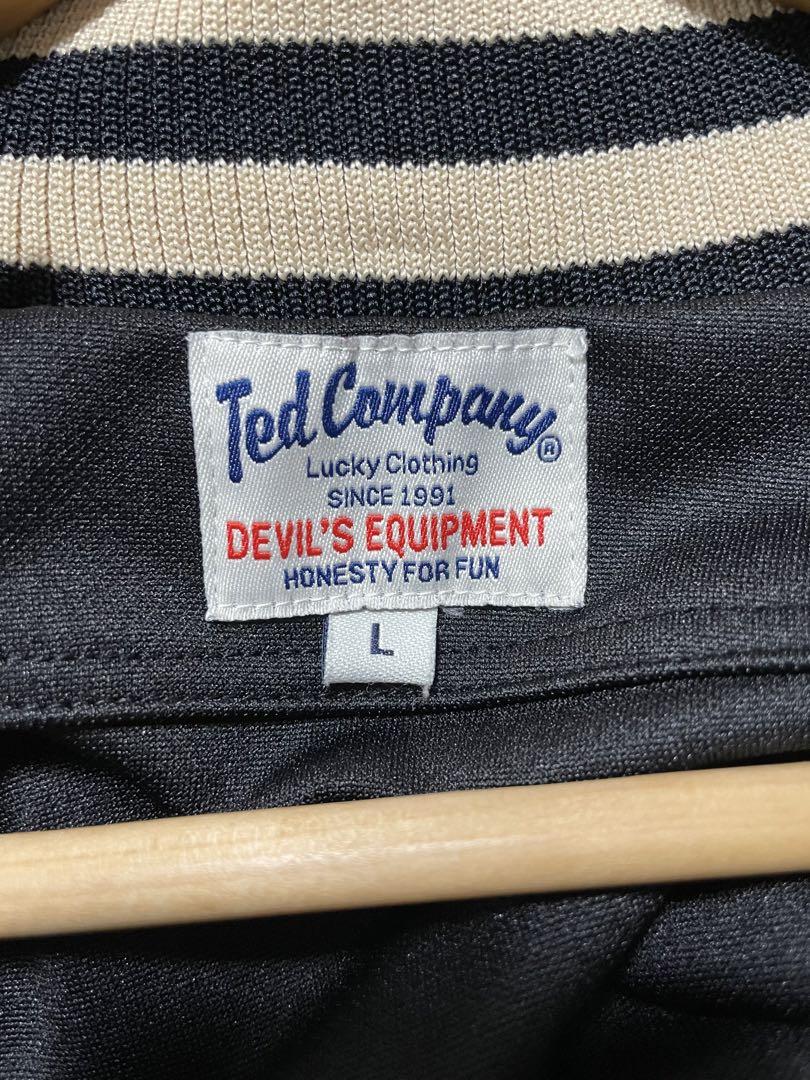 Ted Company®
Lucky Clothing
SINCE 1991
DEVIL'S EQUIPMENT
HONESTY FOR FUN
L